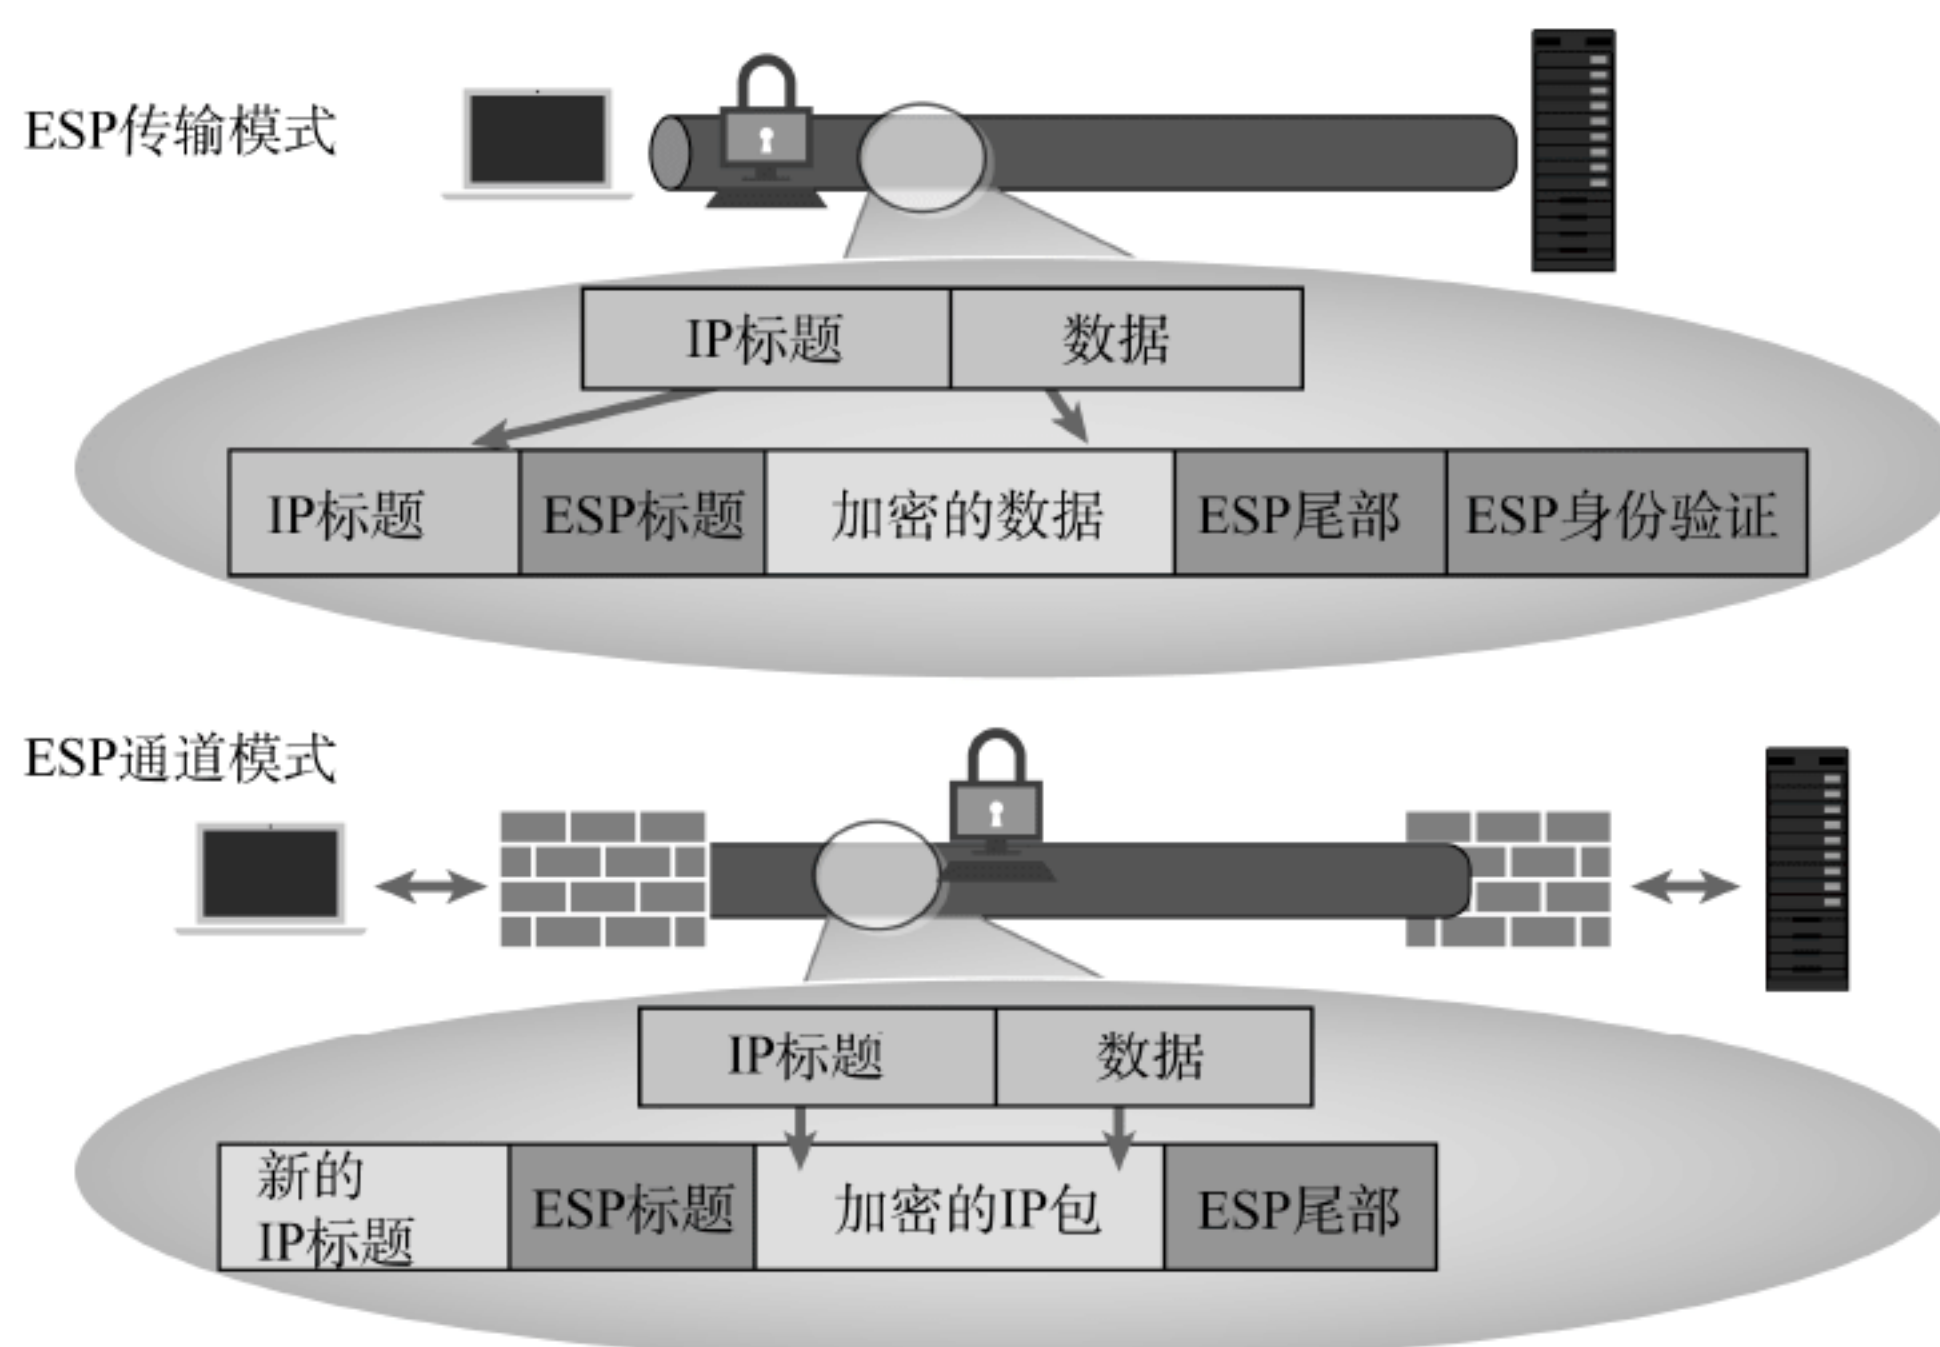 ESP传输模式
IP标题 数据
IP标题 ESP标题 加密的数据 ESP尾部 ESP身份验证
ESP通道模式
IP标题 数据
新的
IP标题 ESP标题 加密的IP包 ESP尾部